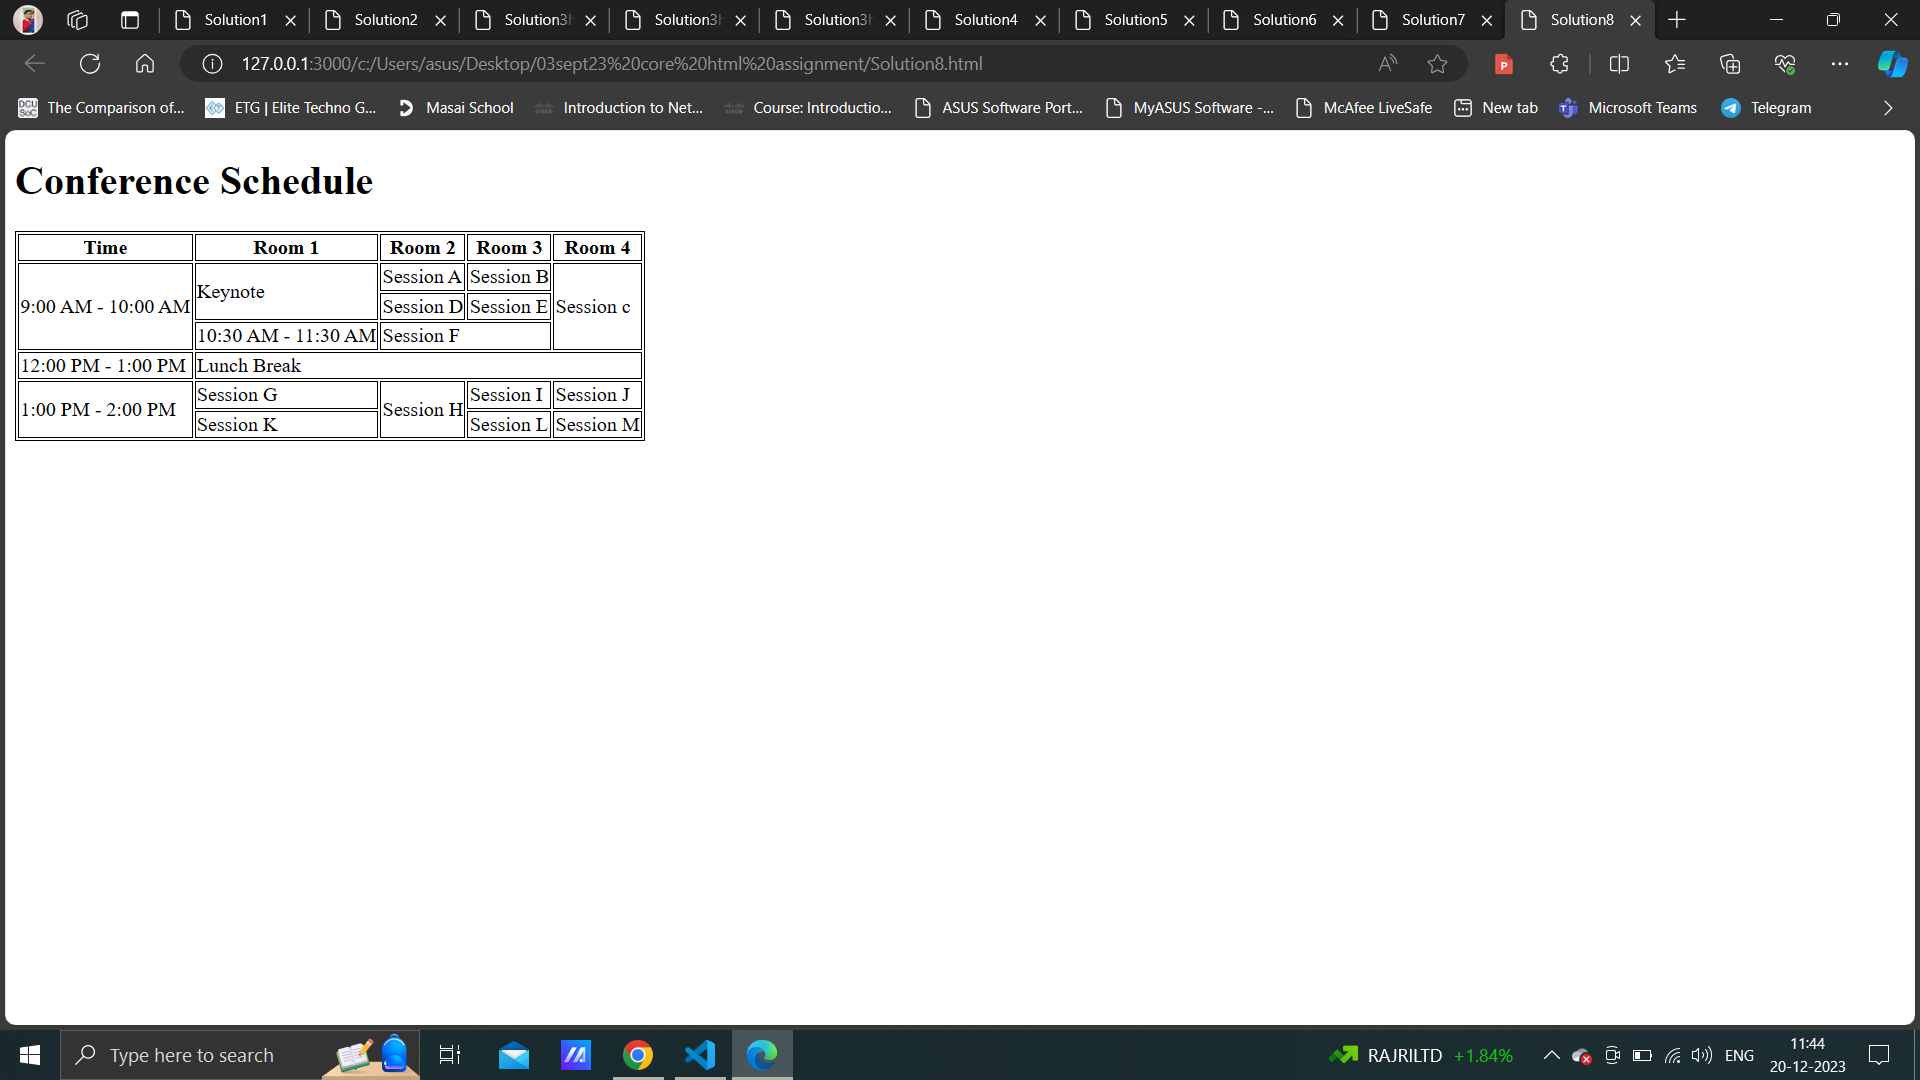 Solution1
Solution2
Solution3h
Solution3h
Solution3h
Solution4
Solution5
Solution6
Solution7
Solution8
127.0.0.1:3000/c:/Users/asus/Desktop/03sept23%20core%20html%20assignment/Solution8.html
The Comparison of...
ETG | Elite Techno G...
Masai School
Introduction to Net...
Course: Introductio...
ASUS Software Port...
MyASUS Software -...
McAfee LiveSafe
New tab
Microsoft Teams
Telegram
Conference Schedule
Time Room 1 Room 2 Room 3 Room 4
9:00 AM - 10:00 AM Keynote Session A Session B Session c
Session D Session E
10:30 AM - 11:30 AM Session F
12:00 PM - 1:00 PM Lunch Break
1:00 PM - 2:00 PM Session G Session H Session I Session J
Session K Session L Session M
Type here to search
RAJRILTD +1.84%
ENG
11:44
20-12-2023